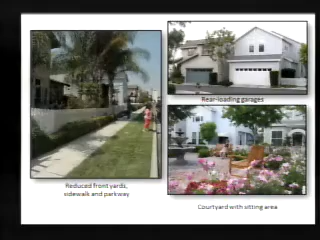 Rear-loading garages
Reduced front yards,
sidewalk and parkway
Courtyard with sitting area